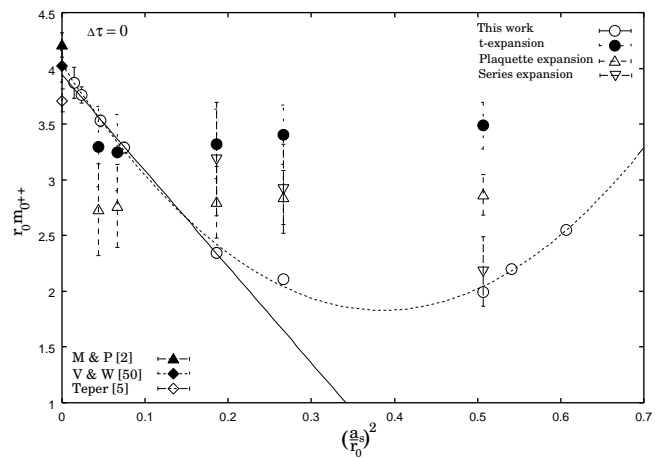 4.5
4
3.5
3
2.5
2
1.5
1
r₀m₀++
Δτ = 0
This work
t-expansion
Plaquette expansion
Series expansion
M & P [2]
V & W [50]
Teper [5]
0 0.1 0.2 0.3 0.4 0.5 0.6 0.7
(aₛ/r₀)²